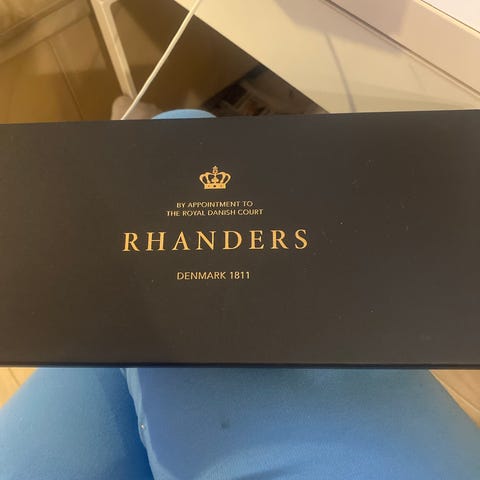 BY APPOINTMENT TO
THE ROYAL DANISH COURT
RHANDERS
DENMARK 1811